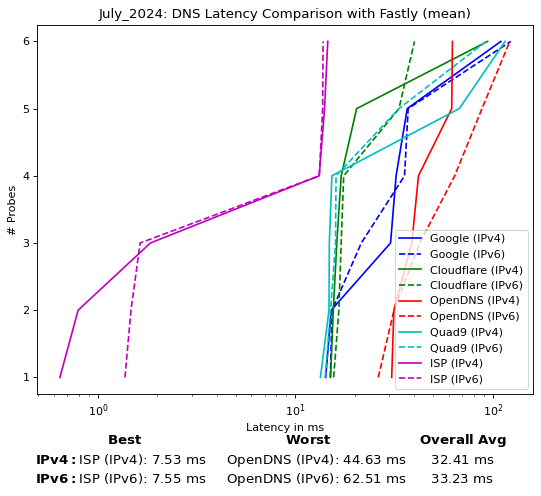 July_2024: DNS Latency Comparison with Fastly (mean)
6
5
4
3
2
1
# Probes
Google (IPv4)
Google (IPv6)
Cloudflare (IPv4)
Cloudflare (IPv6)
OpenDNS (IPv4)
OpenDNS (IPv6)
Quad9 (IPv4)
Quad9 (IPv6)
ISP (IPv4)
ISP (IPv6)
10⁰ 10¹ 10²
Latency in ms
Best Worst Overall Avg
IPv4: ISP (IPv4): 7.53 ms OpenDNS (IPv4): 44.63 ms 32.41 ms
IPv6: ISP (IPv6): 7.55 ms OpenDNS (IPv6): 62.51 ms 33.23 ms